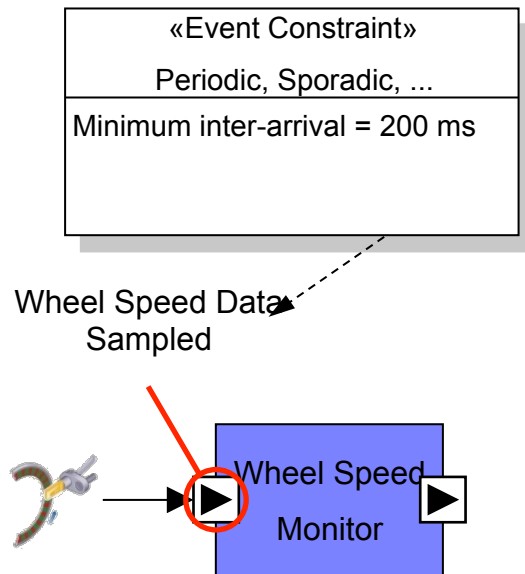 «Event Constraint»
Periodic, Sporadic, ...
Minimum inter-arrival = 200 ms
Wheel Speed Data
Sampled
Wheel Speed
Monitor